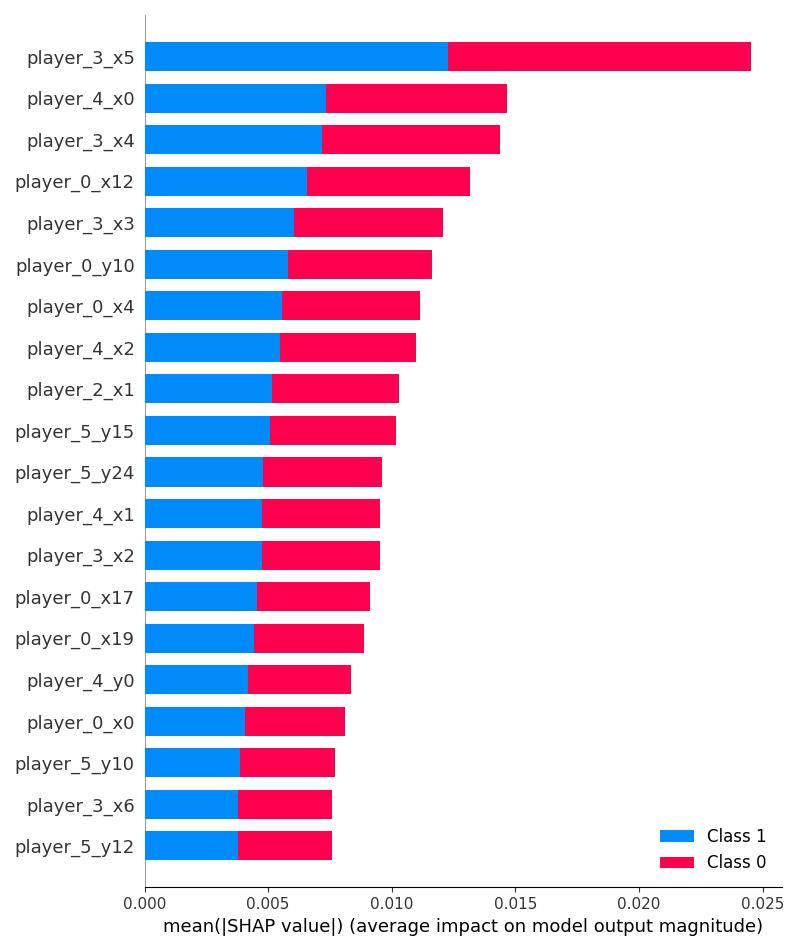 player_3_x5
player_4_x0
player_3_x4
player_0_x12
player_3_x3
player_0_y10
player_0_x4
player_4_x2
player_2_x1
player_5_y15
player_5_y24
player_4_x1
player_3_x2
player_0_x17
player_0_x19
player_4_y0
player_0_x0
player_5_y10
player_3_x6
player_5_y12
Class 1
Class 0
0.000 0.005 0.010 0.015 0.020 0.025
mean(|SHAP value|) (average impact on model output magnitude)